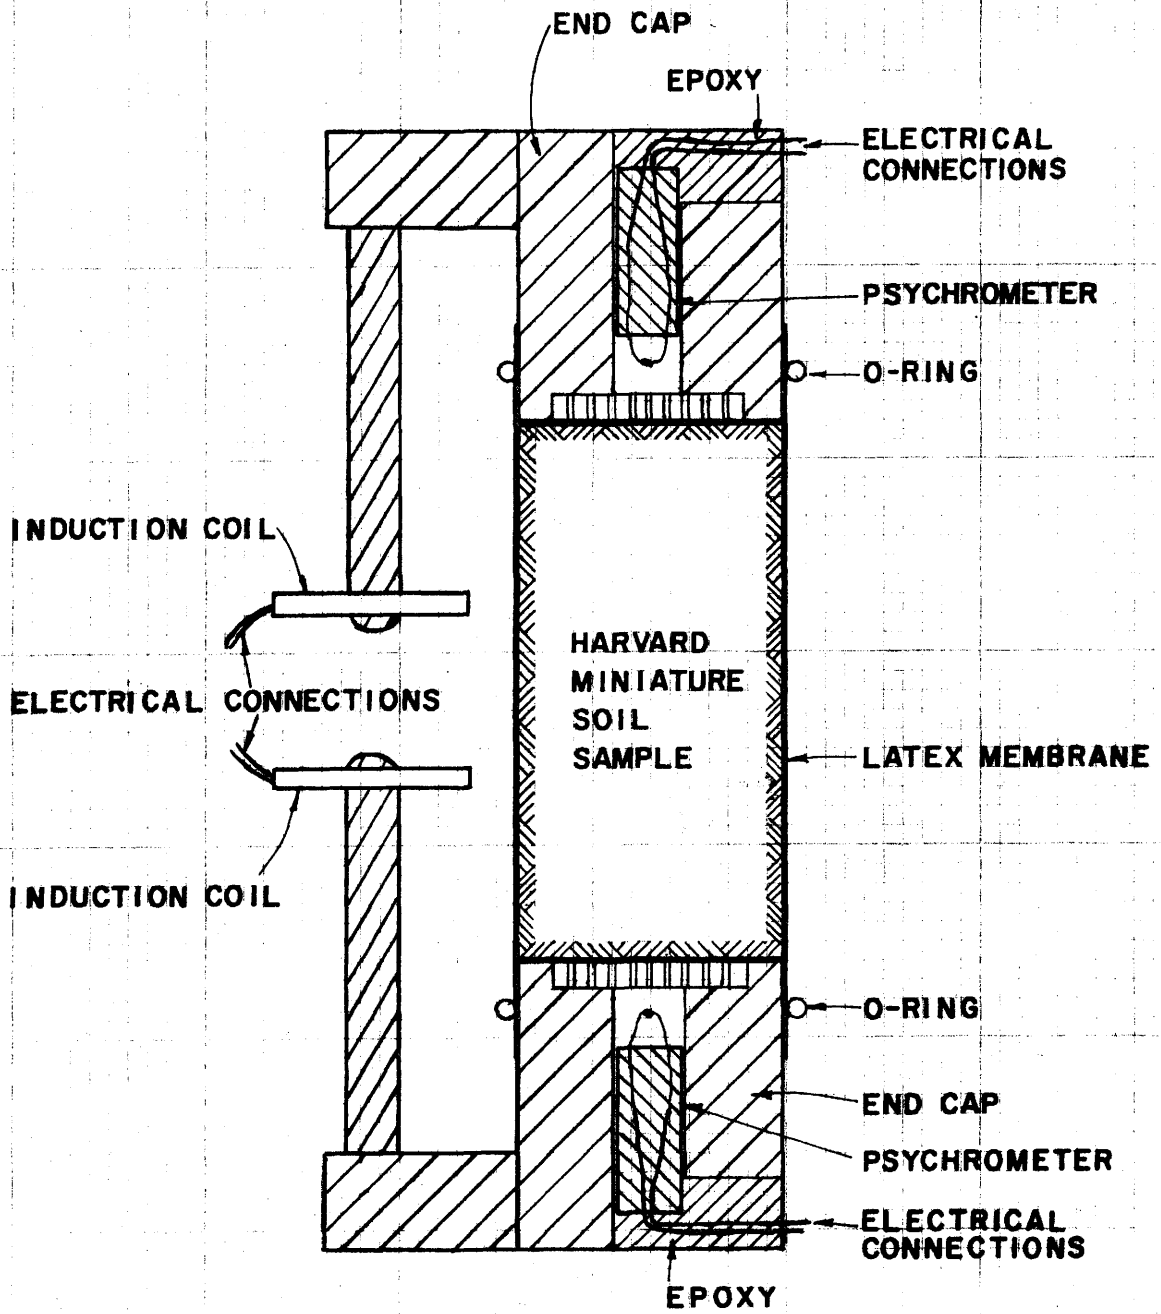 END CAP
EPOXY
ELECTRICAL
CONNECTIONS
PSYCHROMETER
O-RING
INDUCTION COIL
HARVARD
MINIATURE
SOIL
SAMPLE
ELECTRICAL CONNECTIONS
LATEX MEMBRANE
INDUCTION COIL
O-RING
END CAP
PSYCHROMETER
ELECTRICAL
CONNECTIONS
EPOXY